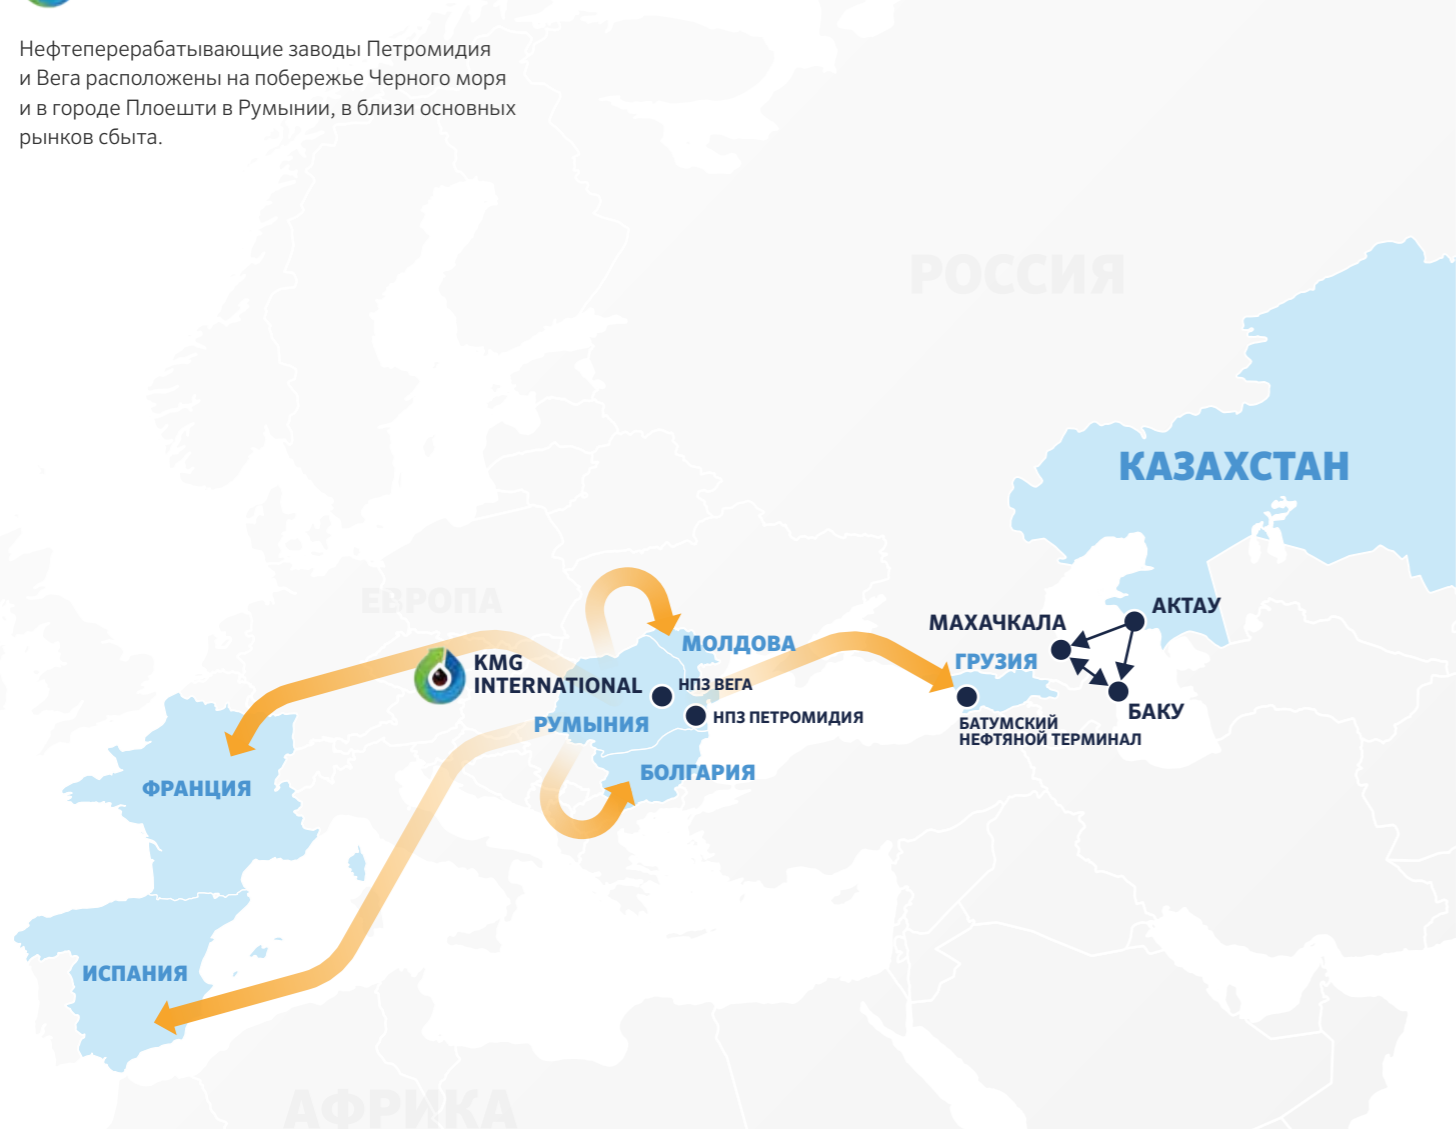 Нефтеперерабатывающие заводы Петромидия
и Вега расположены на побережье Черного моря
и в городе Плоешти в Румынии, в близи основных
рынков сбыта.
РОССИЯ
КАЗАХСТАН
ЕВРОПА
АКТАУ
МАХАЧКАЛА
МОЛДОВА
ГРУЗИЯ
KMG
INTERNATIONAL
НПЗ ВЕГА
НПЗ ПЕТРОМИДИЯ
БАКУ
РУМЫНИЯ
БАТУМСКИЙ
НЕФТЯНОЙ ТЕРМИНАЛ
БОЛГАРИЯ
ФРАНЦИЯ
ИСПАНИЯ
АФРИКА